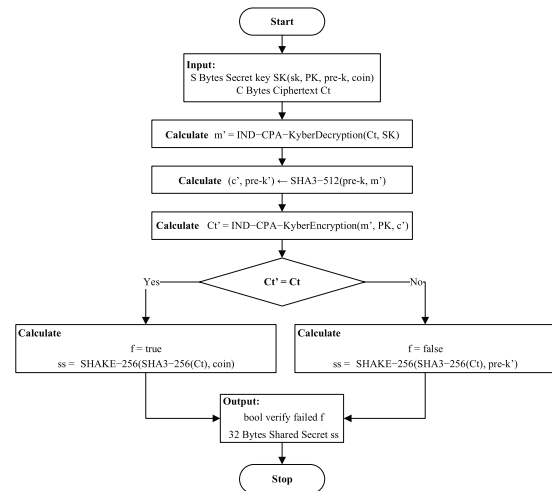 Start
Input:
S Bytes Secret key SK(sk, PK, pre-k, coin)
C Bytes Ciphertext Ct
Calculate m' = IND−CPA−KyberDecryption(Ct, SK)
Calculate (c', pre-k') ← SHA3−512(pre-k, m')
Calculate Ct' = IND−CPA−KyberEncryption(m', PK, c')
Ct' = Ct
Yes
No
Calculate
f = true
ss = SHAKE−256(SHA3−256(Ct), coin)
Calculate
f = false
ss = SHAKE−256(SHA3−256(Ct), pre-k')
Output:
bool verify failed f
32 Bytes Shared Secret ss
Stop